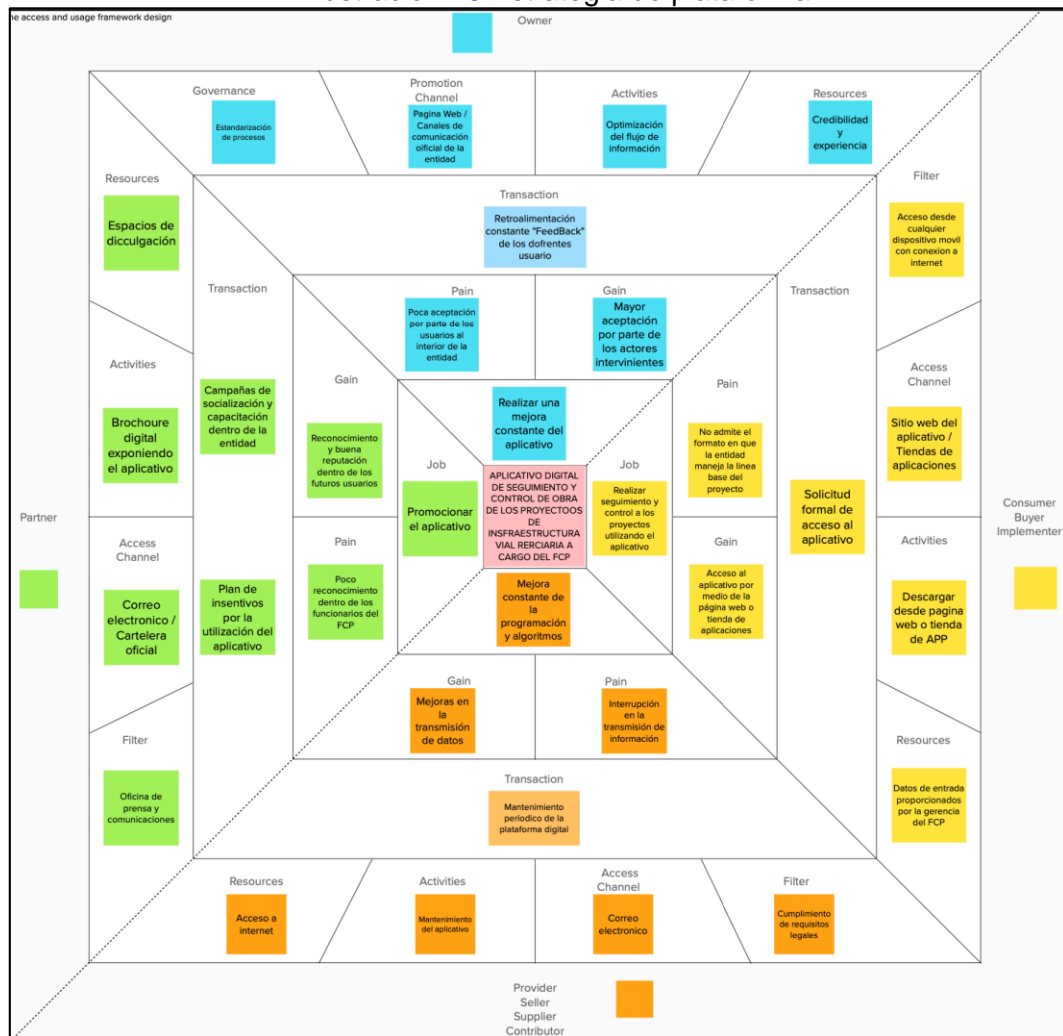 ne access and usage framework design
Owner
Governance
Estandarización
de procesos
Promotion
Channel
Pagina Web /
Canales de
comunicación
oificial de la
entidad
Activities
Optimización
del flujo de
información
Resources
Credibilidad
y
experiencia
Resources
Espacios de
dicculgación
Transaction
Retroalimentación
constante "FeedBack"
de los dofrentes
usuario
Filter
Acceso desde
cualquier
dispositivo movil
con conexion a
internet
Transaction
Pain
Poca aceptación
por parte de los
usuarios al
interior de la
entidad
Gain
Mayor
aceptación
por parte de
los actores
intervinientes
Transaction
Activities
Brochoure
digital
exponiendo
el aplicativo
Campañas de
socialización y
capacitación
dentro de la
entidad
Gain
Reconocimiento
y buena
reputación
dentro de los
futuros usuarios
Realizar una
mejora
constante del
aplicativo
Pain
No admite el
formato en que
la entidad
maneje la linea
base del
proyecto
Access
Channel
Sitio web del
aplicativo /
Tiendas de
aplicaciones
Job
Promocionar
el aplicativo
APLICATIVO DIGITAL
DE SEGUIMIENTO Y
CONTROL DE OBRA
DE LOS PROYECTOOS
DE
INSFRAESTRUCTURA
VIAL RERCIARIA A
CARGO DEL FCP
Job
Realizar
seguimiento y
control a los
proyectos
utilizando el
aplicativo
Solicitud
formal de
acceso al
aplicativo
Partner
Consumer
Buyer
Implementer
Access
Channel
Correo
electronico /
Cartelera
oficial
Plan de
insentivos
por la
utilización del
aplicativo
Pain
Poco
reconocimiento
dentro de los
funcionarios del
FCP
Mejora
constante de
la
programación
y algoritmos
Gain
Acceso al
aplicativo por
medio de la
página web o
tienda de
aplicaciones
Activities
Descargar
desde pagina
web o tienda
de APP
Gain
Mejoras en
la
transmisión
de datos
Pain
Interrupción
en la
transmisión de
información
Filter
Oficina de
prensa y
comunicaciones
Transaction
Mantenimiento
periodico de la
plataforma digital
Resources
Datos de entrada
proporcionados
por la gerencia
del FCP
Resources
Acceso a
internet
Activities
Mantenimiento
del aplicativo
Access
Channel
Correo
electronico
Filter
Cumplimiento
de requisitos
legales
Provider
Seller
Supplier
Contributor